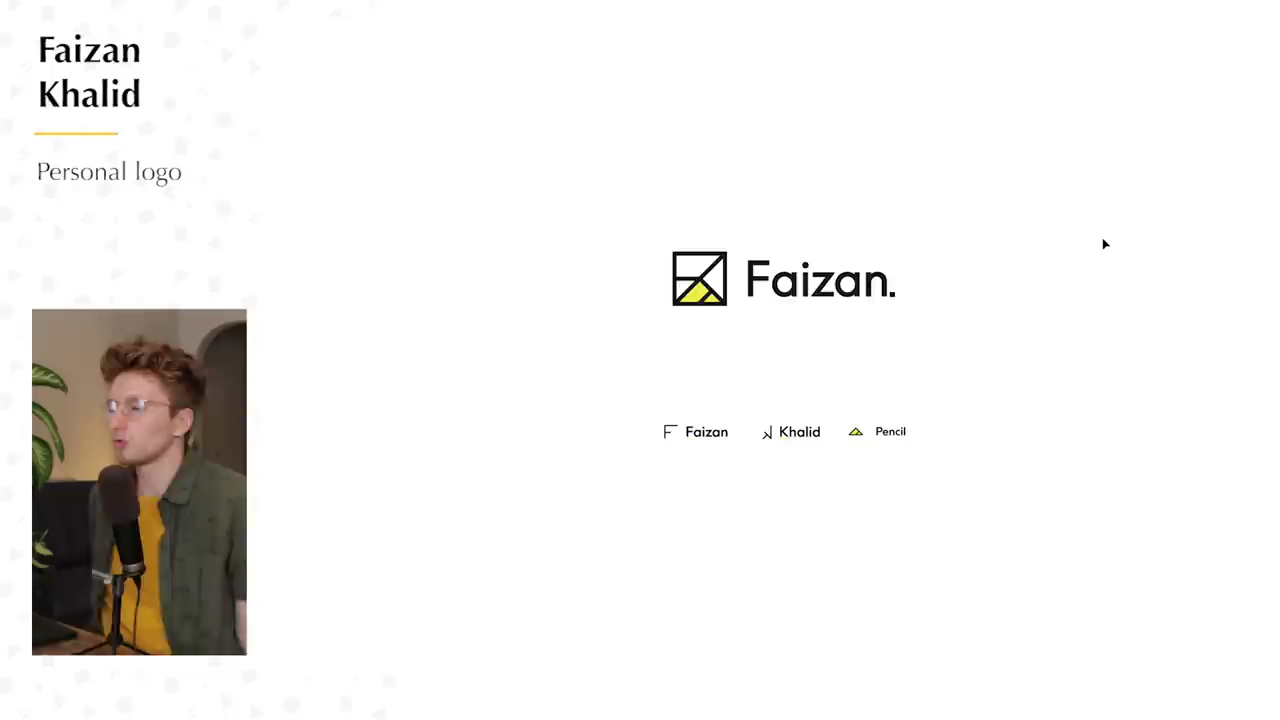 Faizan
Khalid
Personal logo
Faizan.
Faizan
Khalid
Pencil